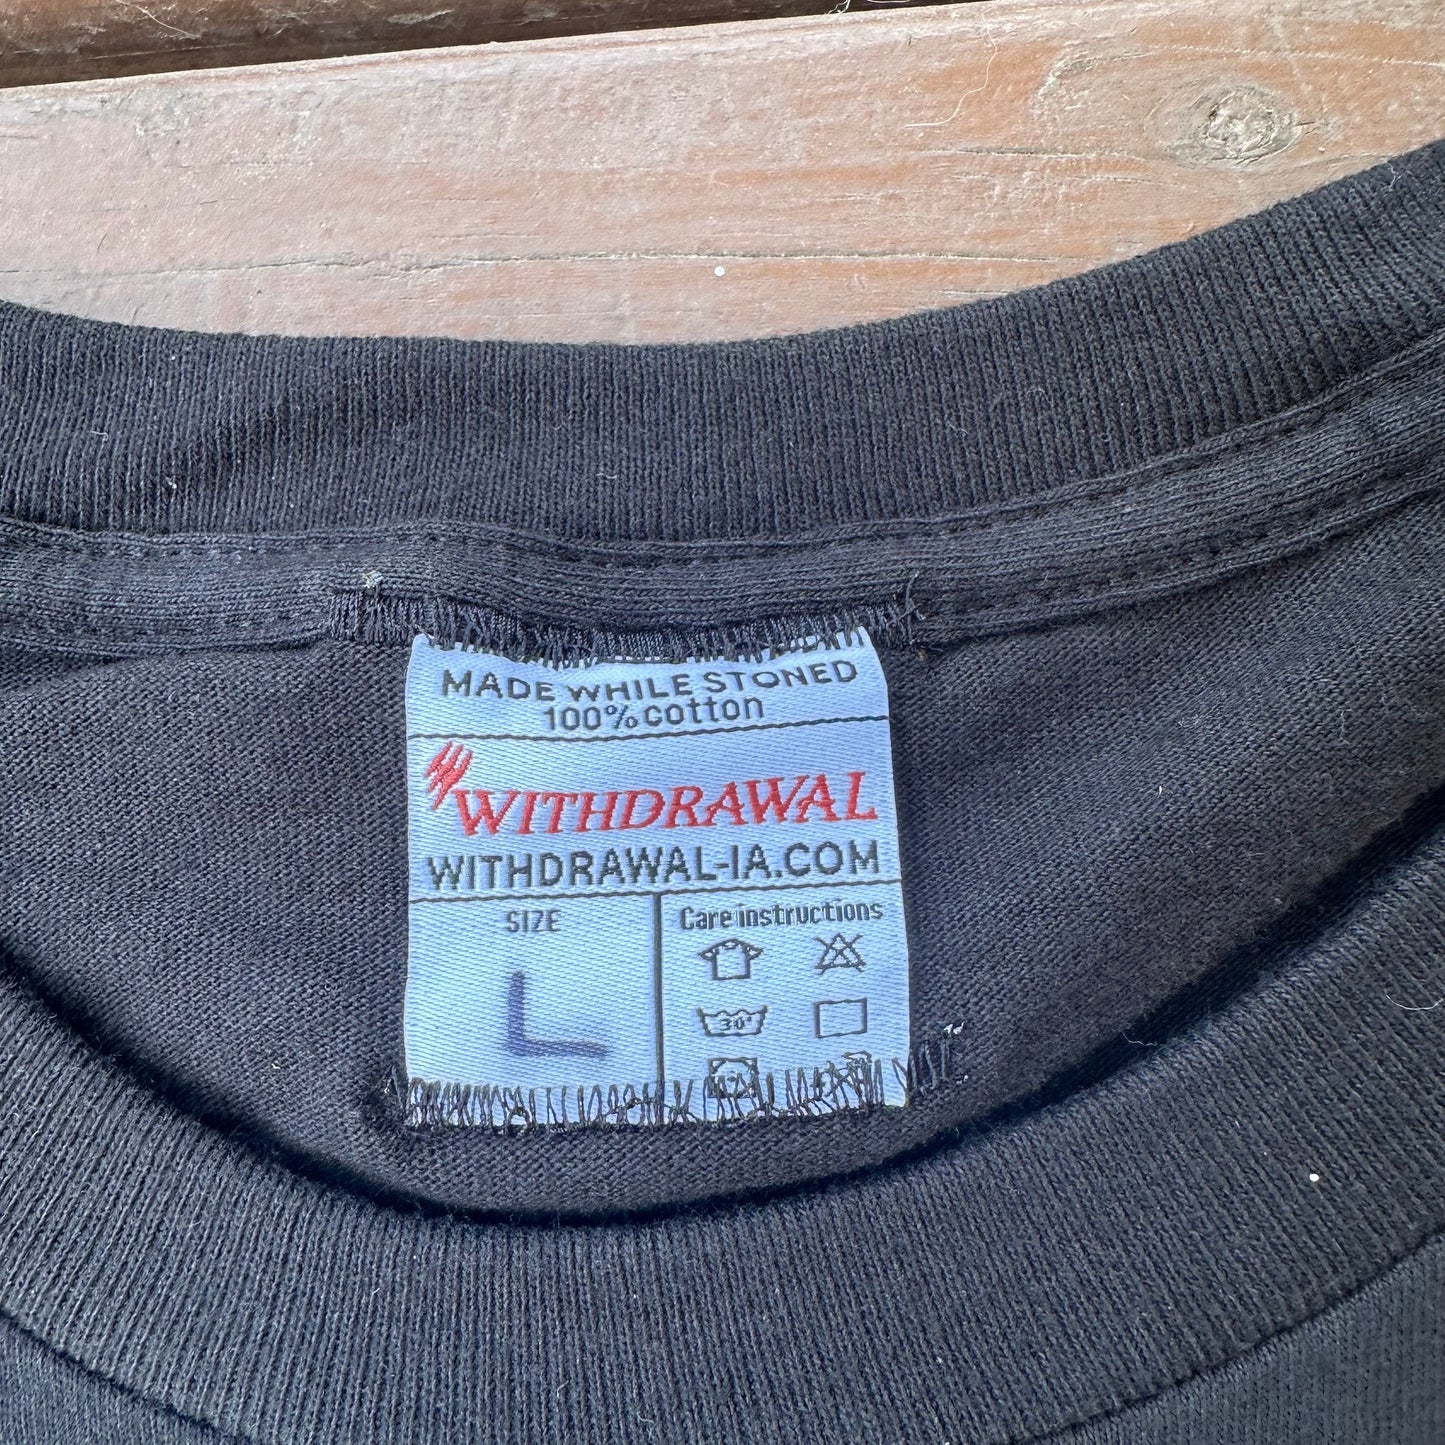 MADE WHILE STONED
100% cotton
WITHDRAWAL
WITHDRAWAL-IA.COM
SIZE
L
Care instructions
30°